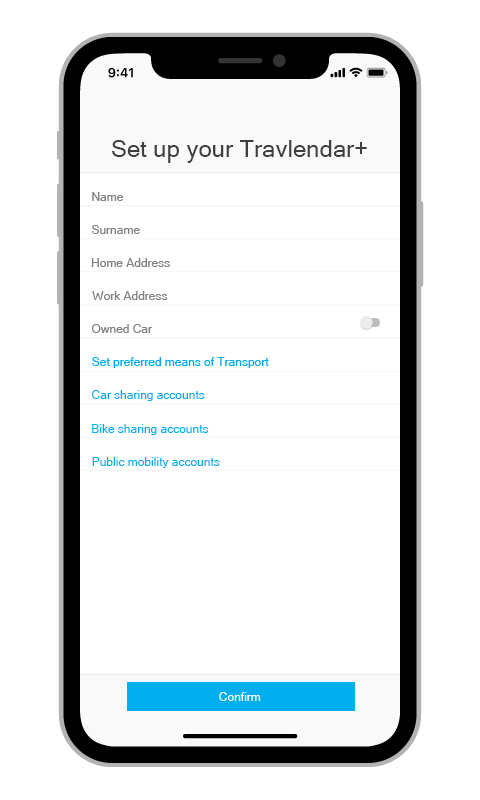 9:41
Set up your Travlendar+
Name
Surname
Home Address
Work Address
Owned Car
Set preferred means of Transport
Car sharing accounts
Bike sharing accounts
Public mobility accounts
Confirm